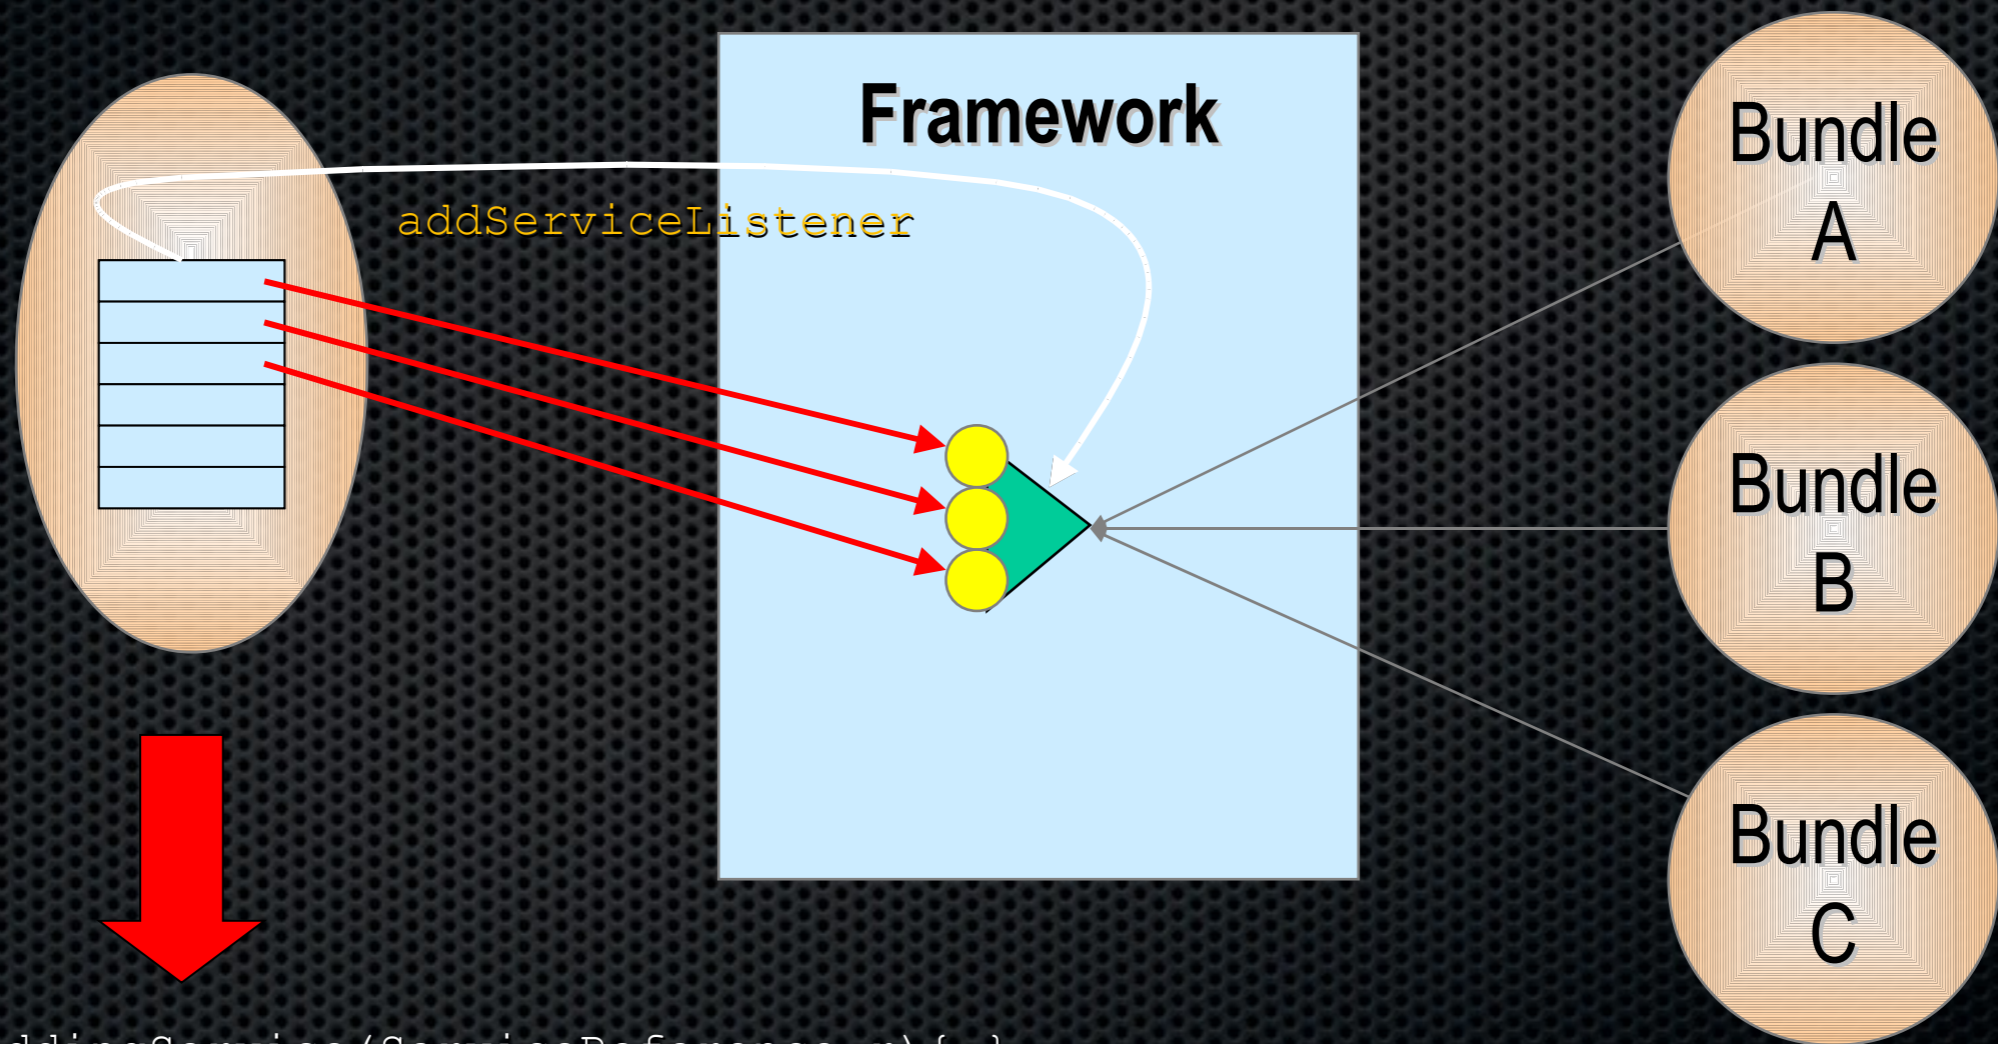 Framework
addServiceListener
Bundle
A
Bundle
B
Bundle
C